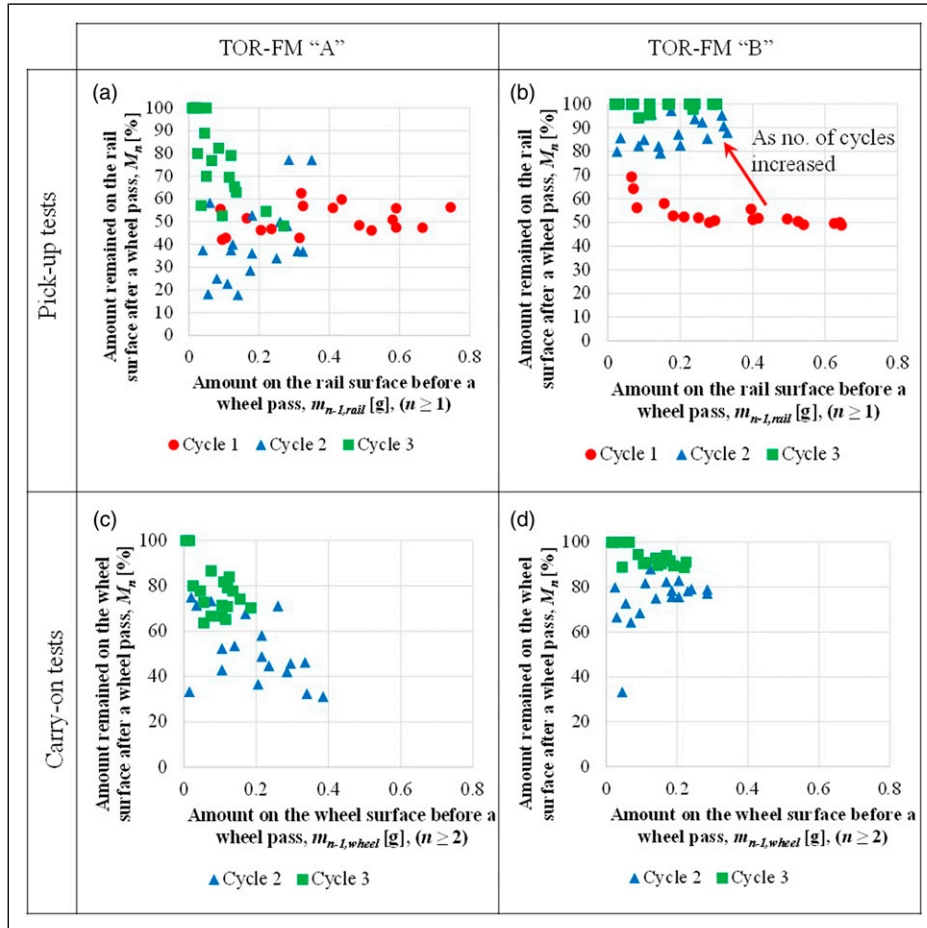 TOR-FM “A”
TOR-FM “B”
Pick-up tests
(a)
Amount remained on the rail
surface after a wheel pass, Mn [%]
100
90
80
70
60
50
40
30
20
10
0
0
0.2
0.4
0.6
0.8
Amount on the rail surface before a
wheel pass, mn-1,rail [g], (n ≥ 1)
Cycle 1
Cycle 2
Cycle 3
(b)
Amount remained on the rail
surface after a wheel pass, Mn [%]
100
90
80
70
60
50
40
30
20
10
0
As no. of cycles
increased
0
0.2
0.4
0.6
0.8
Amount on the rail surface before a
wheel pass, mn-1,rail [g], (n ≥ 1)
Cycle 1
Cycle 2
Cycle 3
Carry-on tests
(c)
Amount remained on the wheel
surface after a wheel pass, Mn [%]
100
80
60
40
20
0
0
0.2
0.4
0.6
0.8
Amount on the wheel surface before a
wheel pass, mn-1,wheel [g], (n ≥ 2)
Cycle 2
Cycle 3
(d)
Amount remained on the wheel
surface after a wheel pass, Mn [%]
100
80
60
40
20
0
0
0.2
0.4
0.6
0.8
Amount on the wheel surface before a
wheel pass, mn-1,wheel [g], (n ≥ 2)
Cycle 2
Cycle 3